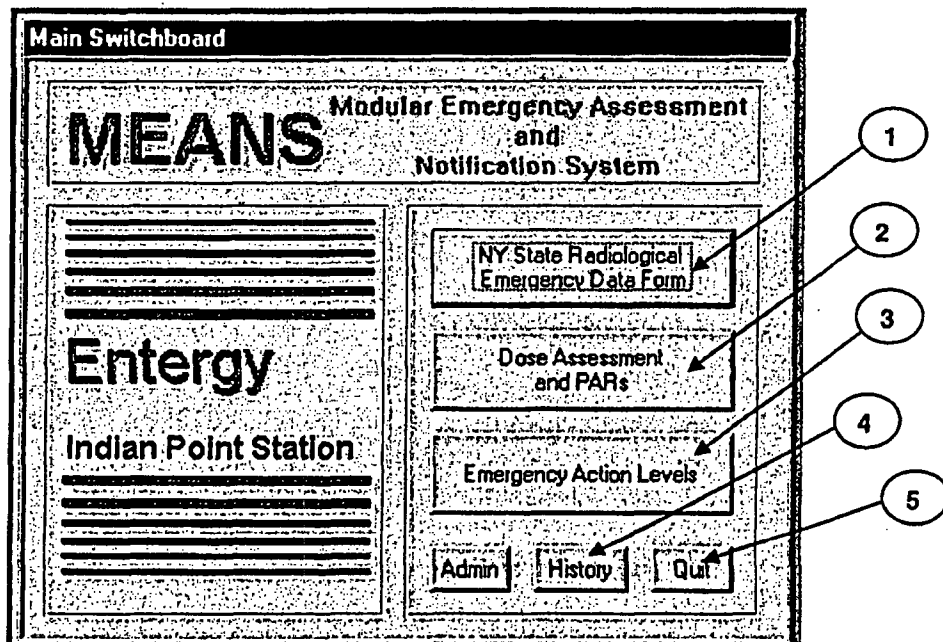 Main Switchboard
MEANS
Modular Emergency Assessment
and
Notification System
Entergy
Indian Point Station
NY State Radiological
Emergency Data Form
Dose Assessment
and PARs
Emergency Action Levels
Admin
History
Quit
1
2
3
4
5